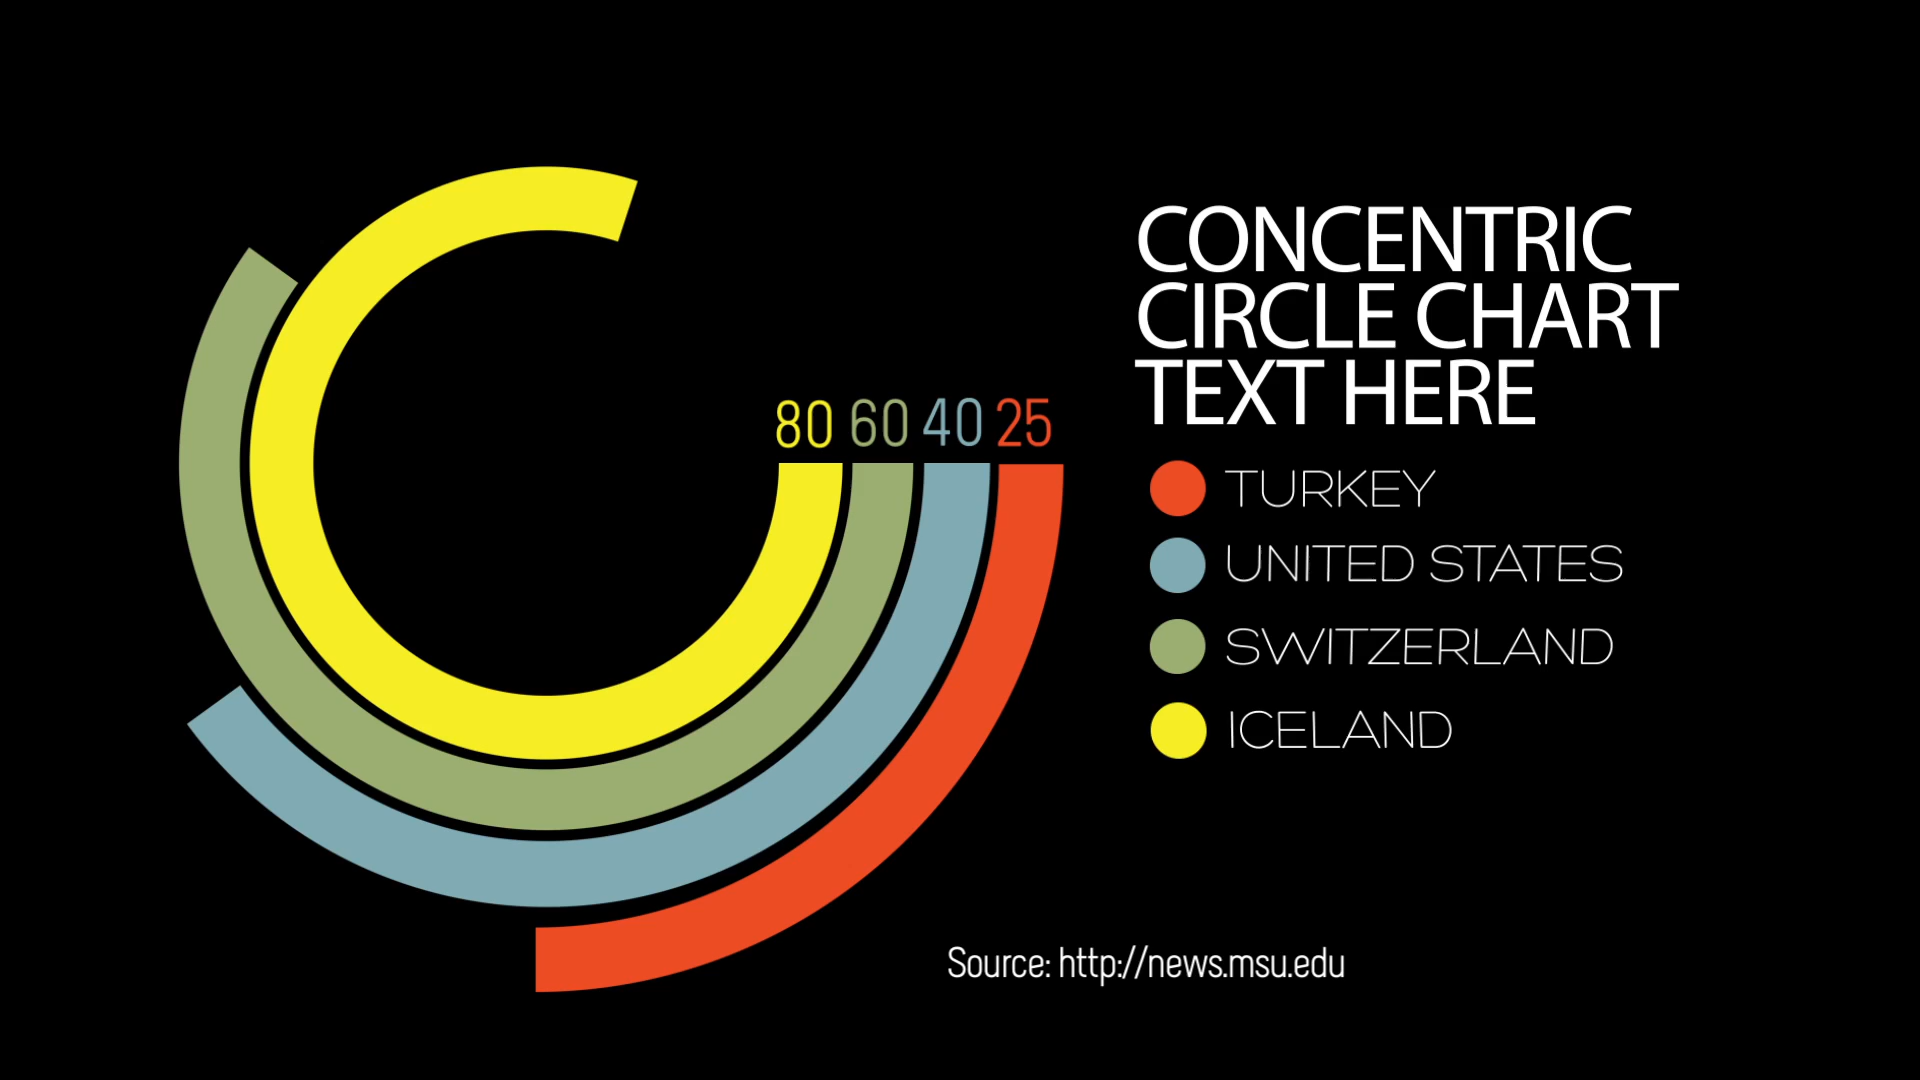 CONCENTRIC
CIRCLE CHART
TEXT HERE
80 60 40 25
TURKEY
UNITED STATES
SWITZERLAND
ICELAND
Source: http://news.msu.edu